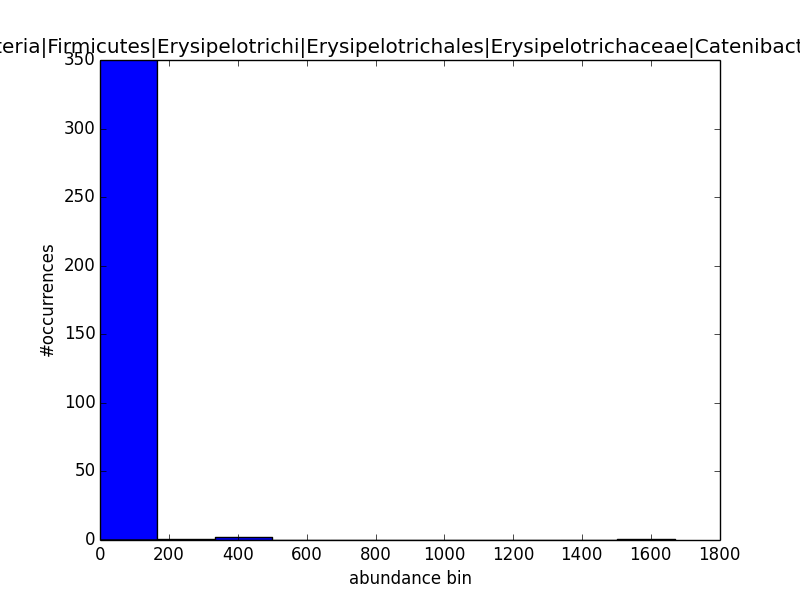 teria|Firmicutes|Erysipelotrichi|Erysipelotrichales|Erysipelotrichaceae|Catenibact
350
300
250
200
150
100
50
0
#occurrences
0 200 400 600 800 1000 1200 1400 1600 1800
abundance bin